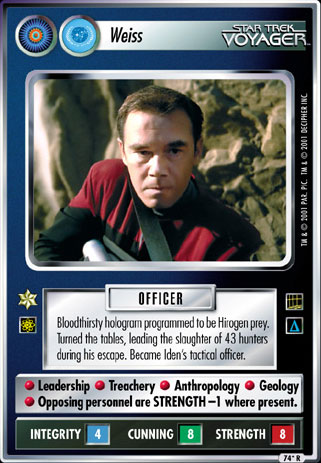 Weiss
STAR TREK
VOYAGER
TM & © 2001 PAR. PIC. TM & © 2001 DECIPHER INC.
OFFICER
Bloodthirsty hologram programmed to be Hirogen prey.
Turned the tables, leading the slaughter of 43 hunters
during his escape. Became Iden's tactical officer.
Leadership Treachery Anthropology Geology
Opposing personnel are STRENGTH –1 where present.
INTEGRITY 4 CUNNING 8 STRENGTH 8
74* R